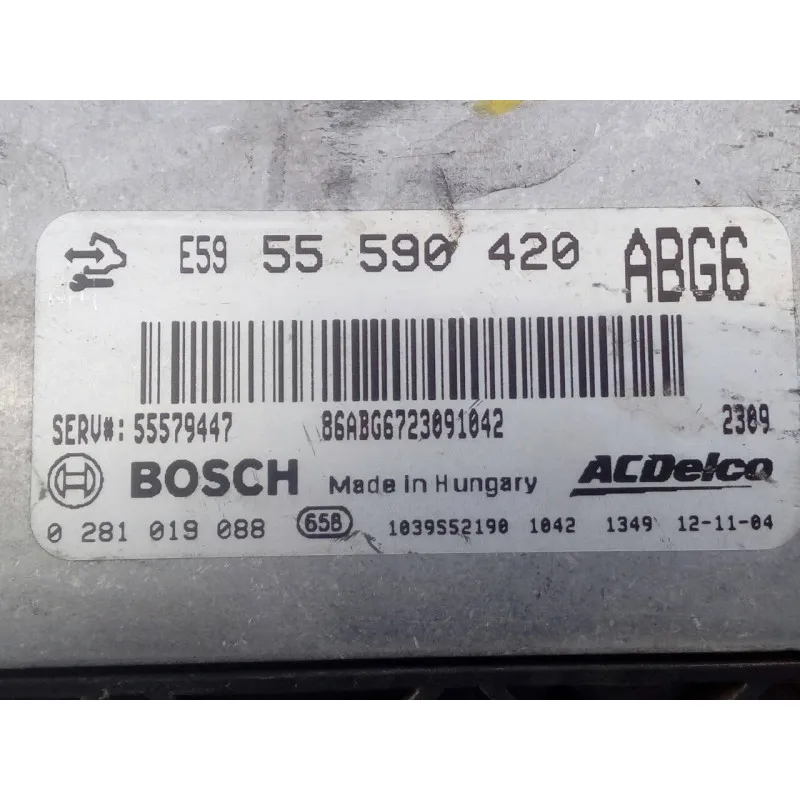 E59 55 590 420 ABG6
SERV#: 55579447 86ABG6723091042 2309
BOSCH Made in Hungary ACDelco
0 281 019 088 658 1039S52190 1042 1349 12-11-04